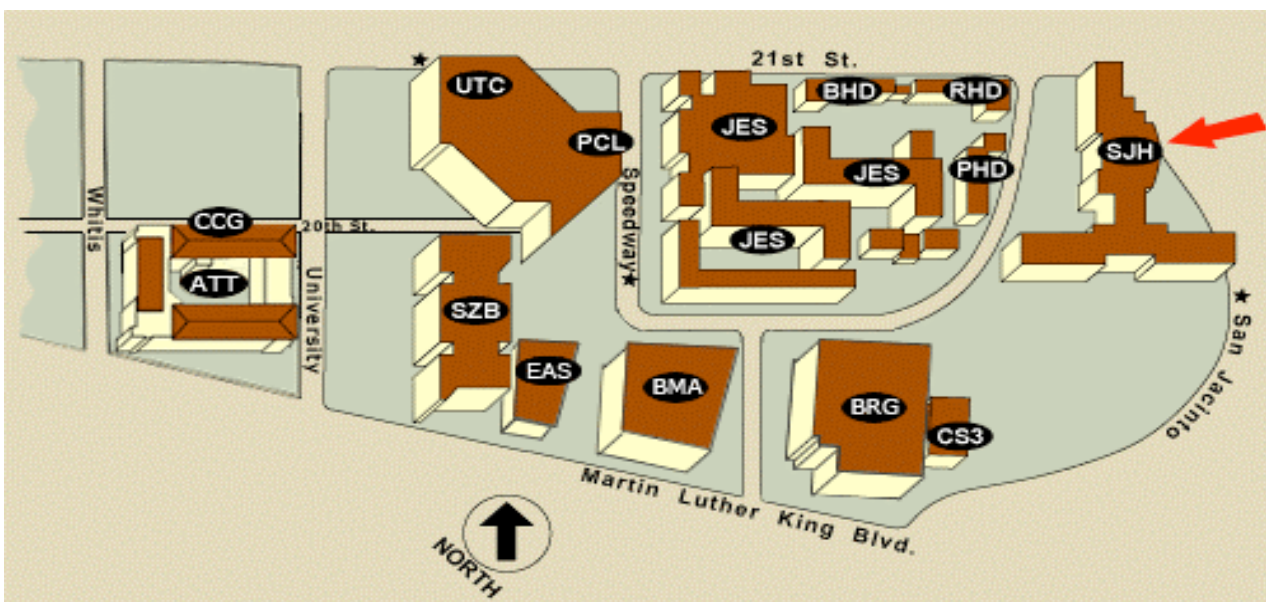 21st St.
UTC
BHD
RHD
JES
PCL
SJH
JES
PHD
Speedway
Whitis
CCG
20th St.
JES
ATT
University
SZB
San Jacinto
EAS
BMA
BRG
CS3
Martin Luther King Blvd.
NORTH